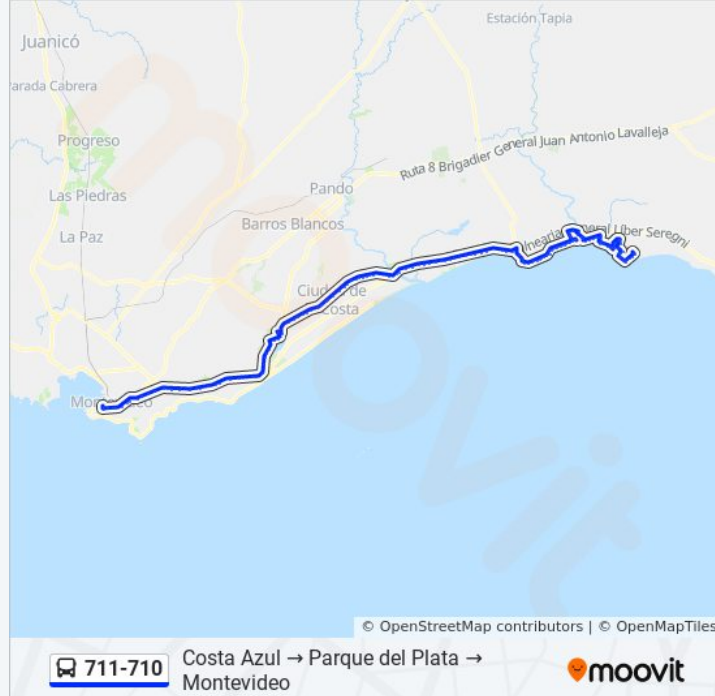 Estación Tapia
Juanicó
Parada Cabrera
Progreso
Ruta 8 Brigadier General Juan Antonio Lavalleja
Pando
Las Piedras
Barros Blancos
La Paz
General Líber Seregni
Ciudad de
Costa
Montevideo
moovit
© OpenStreetMap contributors | © OpenMapTiles
711-710
Costa Azul → Parque del Plata →
Montevideo
moovit